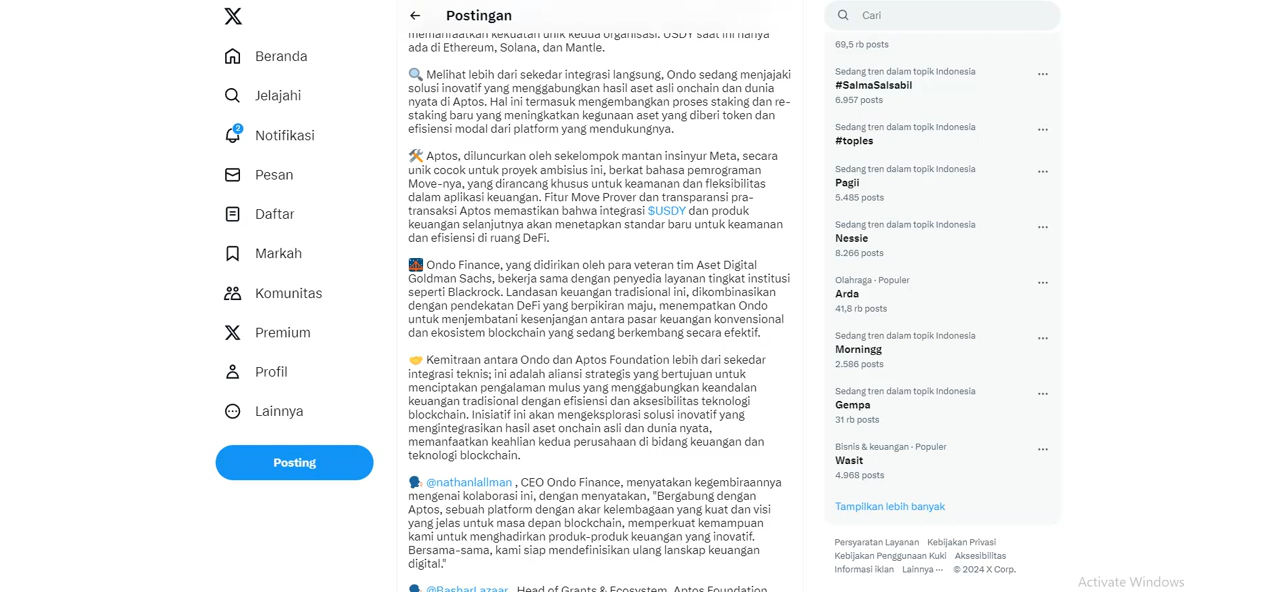 Beranda
Jelajahi
2
Notifikasi
Pesan
Daftar
Markah
Komunitas
Premium
Profil
Lainnya
Posting
Postingan
memanfaatkan kekuatan unik kedua organisasi. USDY saat ini hanya
ada di Ethereum, Solana, dan Mantle.
🔍 Melihat lebih dari sekedar integrasi langsung, Ondo sedang menjajaki
solusi inovatif yang menggabungkan hasil aset asli onchain dan dunia
nyata di Aptos. Hal ini termasuk mengembangkan proses staking dan re-
staking baru yang meningkatkan kegunaan aset yang diberi token dan
efisiensi modal dari platform yang mendukungnya.
🛠️ Aptos, diluncurkan oleh sekelompok mantan insinyur Meta, secara
unik cocok untuk proyek ambisius ini, berkat bahasa pemrograman
Move-nya, yang dirancang khusus untuk keamanan dan fleksibilitas
dalam aplikasi keuangan. Fitur Move Prover dan transparansi pra-
transaksi Aptos memastikan bahwa integrasi $USDY dan produk
keuangan selanjutnya akan menetapkan standar baru untuk keamanan
dan efisiensi di ruang DeFi.
🌉 Ondo Finance, yang didirikan oleh para veteran tim Aset Digital
Goldman Sachs, bekerja sama dengan penyedia layanan tingkat institusi
seperti Blackrock. Landasan keuangan tradisional ini, dikombinasikan
dengan pendekatan DeFi yang berpikiran maju, menempatkan Ondo
untuk menjembatani kesenjangan antara pasar keuangan konvensional
dan ekosistem blockchain yang sedang berkembang secara efektif.
🤝 Kemitraan antara Ondo dan Aptos Foundation lebih dari sekedar
integrasi teknis; ini adalah aliansi strategis yang bertujuan untuk
menciptakan pengalaman mulus yang menggabungkan keandalan
keuangan tradisional dengan efisiensi dan aksesibilitas teknologi
blockchain. Inisiatif ini akan mengeksplorasi solusi inovatif yang
mengintegrasikan hasil aset onchain asli dan dunia nyata,
memanfaatkan keahlian kedua perusahaan di bidang keuangan dan
teknologi blockchain.
🗣️ @nathanlallman , CEO Ondo Finance, menyatakan kegembiraannya
mengenai kolaborasi ini, dengan menyatakan, "Bergabung dengan
Aptos, sebuah platform dengan akar kelembagaan yang kuat dan visi
yang jelas untuk masa depan blockchain, memperkuat kemampuan
kami untuk menghadirkan produk-produk keuangan yang inovatif.
Bersama-sama, kami siap mendefinisikan ulang lanskap keuangan
digital."
🗣️ @BasharLazaar , Head of Grants & Ecosystem, Aptos Foundation
Cari
69,5 rb posts
Sedang tren dalam topik Indonesia
#SalmaSalsabil
6.957 posts
Sedang tren dalam topik Indonesia
#toples
Sedang tren dalam topik Indonesia
Pagii
5.485 posts
Sedang tren dalam topik Indonesia
Nessie
8.266 posts
Olahraga · Populer
Arda
41,8 rb posts
Sedang tren dalam topik Indonesia
Morningg
2.586 posts
Sedang tren dalam topik Indonesia
Gempa
31 rb posts
Bisnis & keuangan · Populer
Wasit
4.968 posts
Tampilkan lebih banyak
Persyaratan Layanan Kebijakan Privasi
Kebijakan Penggunaan Kuki Aksesibilitas
Informasi iklan Lainnya ··· © 2024 X Corp.
Activate Windows